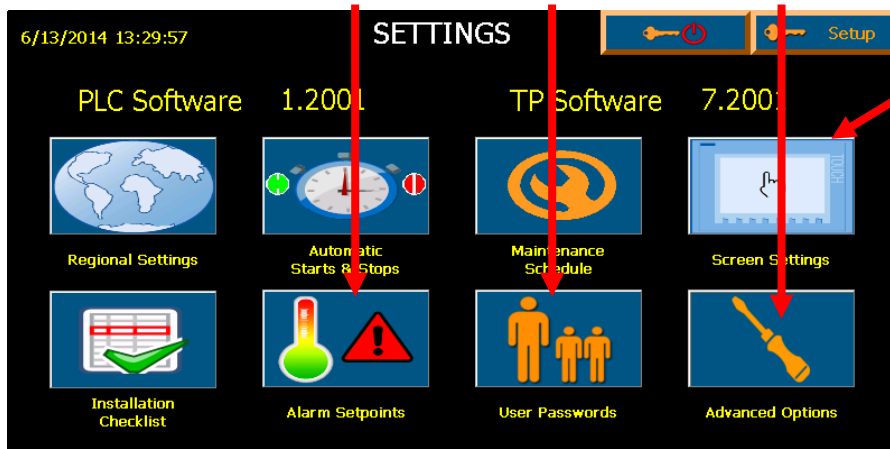 6/13/2014 13:29:57
SETTINGS
Setup
PLC Software 1.2001
TP Software 7.2001
TOUCH
Regional Settings
Automatic
Starts & Stops
Maintenance
Schedule
Screen Settings
Installation
Checklist
Alarm Setpoints
User Passwords
Advanced Options